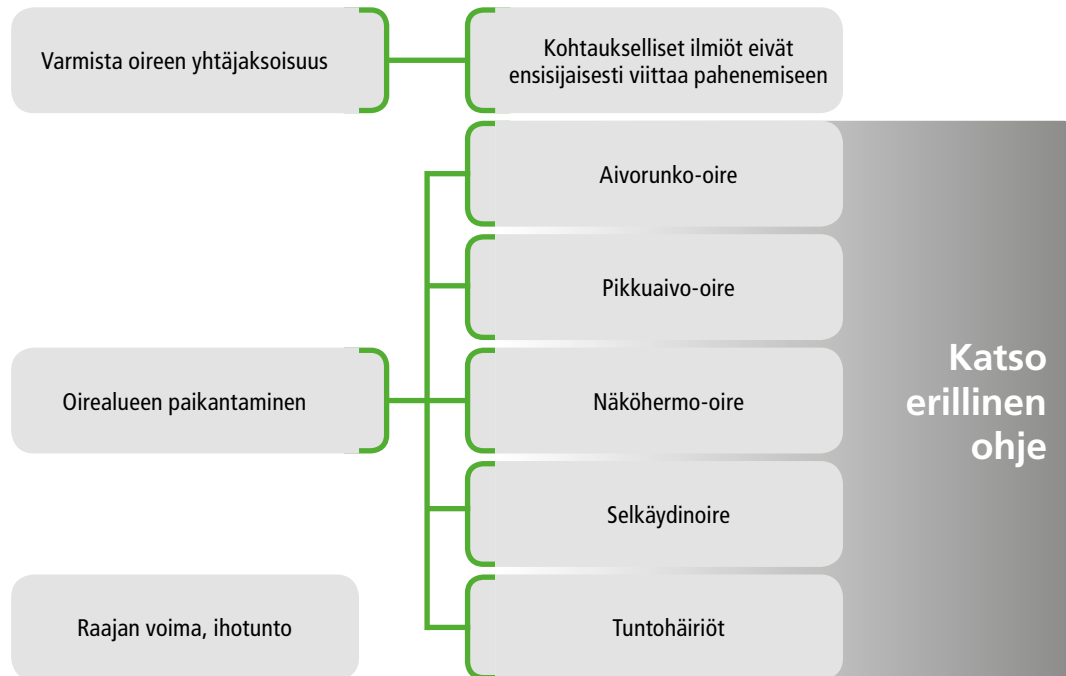 Varmista oireen yhtäjaksoisuus
Kohtaukselliset ilmiöt eivät
ensisijaisesti viittaa pahenemiseen
Aivorunko-oire
Pikkuaivo-oire
Oirealueen paikantaminen
Näköhermo-oire
Katso
erillinen
ohje
Selkäydinoire
Raajan voima, ihotunto
Tuntohäiriöt